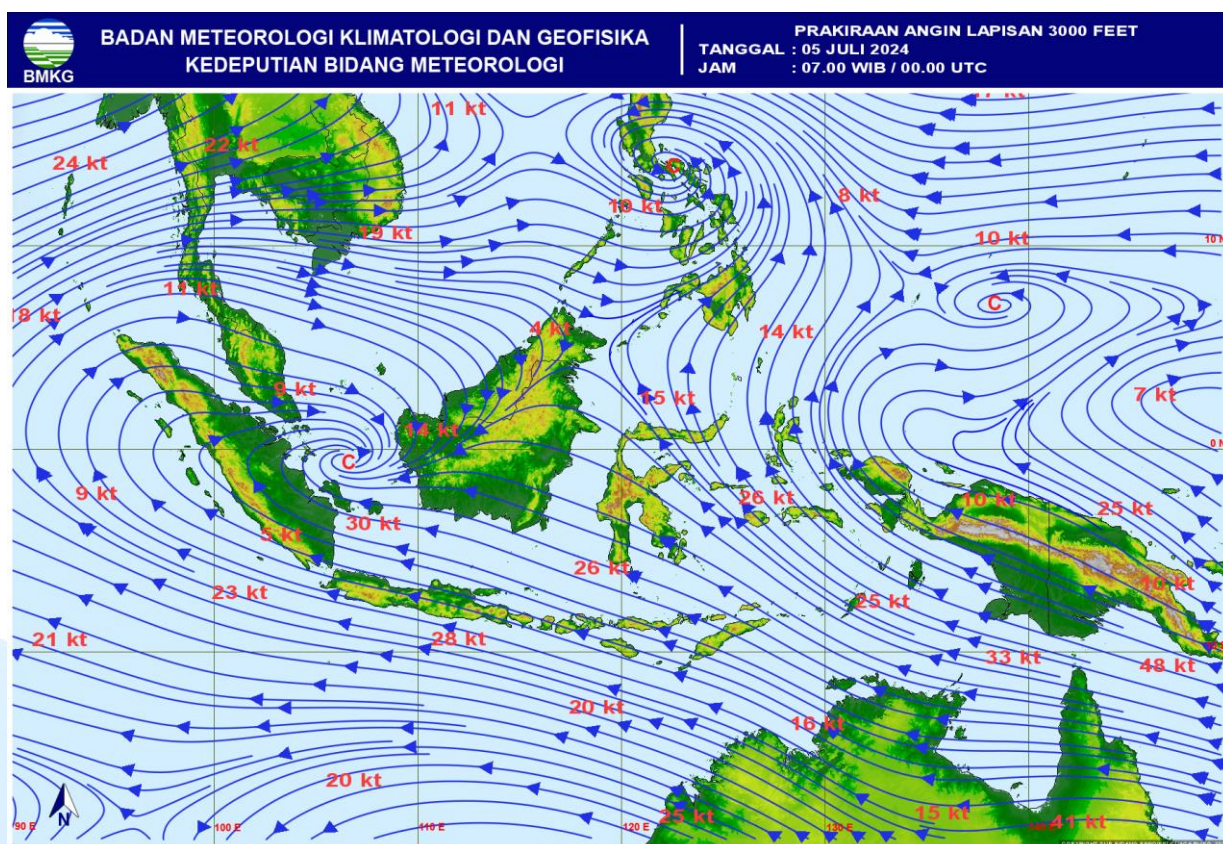 BMKG
BADAN METEOROLOGI KLIMATOLOGI DAN GEOFISIKA
KEDEPUTIAN BIDANG METEOROLOGI
PRAKIRAAN ANGIN LAPISAN 3000 FEET
TANGGAL : 05 JULI 2024
JAM : 07.00 WIB / 00.00 UTC
11 kt
17 kt
22 kt
24 kt
C
8 kt
10 kt
19 kt
10 kt
10 N
11 kt
18 kt
C
4 kt
14 kt
9 kt
15 kt
7 kt
14 kt
0 N
C
9 kt
30 kt
26 kt
10 kt
25 kt
5 kt
26 kt
10 kt
23 kt
25 kt
21 kt
28 kt
33 kt
48 kt
20 kt
16 kt
20 kt
25 kt
15 kt
41 kt
N
90 E
100 E
110 E
120 E
130 E